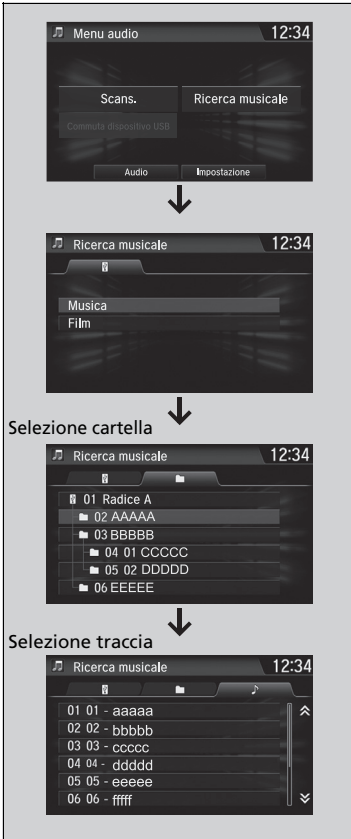 Menu audio 12:34
Scans. Ricerca musicale
Commuta dispositivo USB
Audio Impostazione
Ricerca musicale 12:34
Musica
Film
Selezione cartella
Ricerca musicale 12:34
01 Radice A
02 AAAAA
03 BBBBB
04 01 CCCCC
05 02 DDDDD
06 EEEEE
Selezione traccia
Ricerca musicale 12:34
01 01 - aaaaa
02 02 - bbbbb
03 03 - ccccc
04 04 - ddddd
05 05 - eeeee
06 06 - fffff